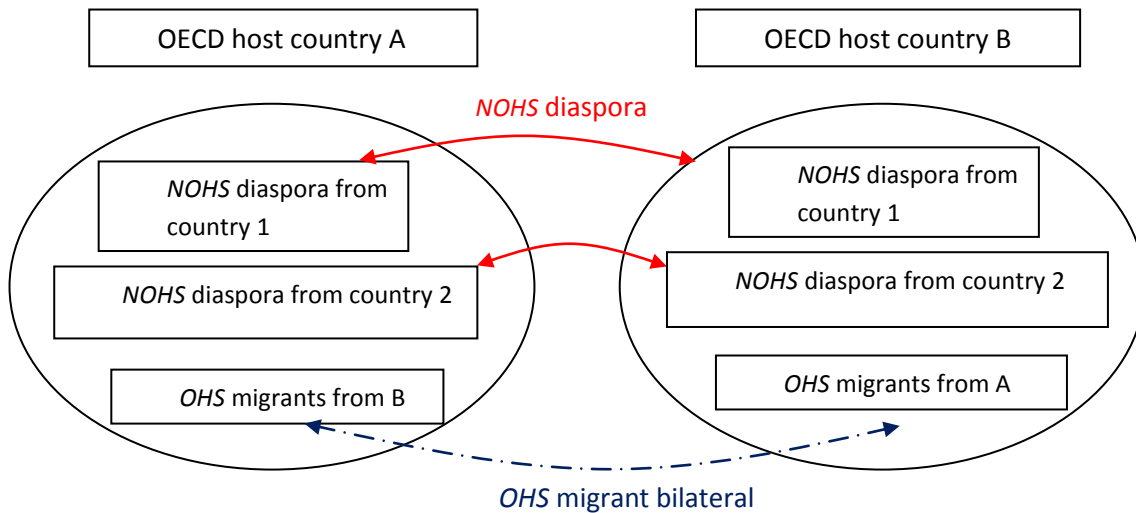 OECD host country A
OECD host country B
NOHS diaspora
NOHS diaspora from
country 1
NOHS diaspora from
country 1
NOHS diaspora from country 2
NOHS diaspora from country 2
OHS migrants from B
OHS migrants from A
OHS migrant bilateral